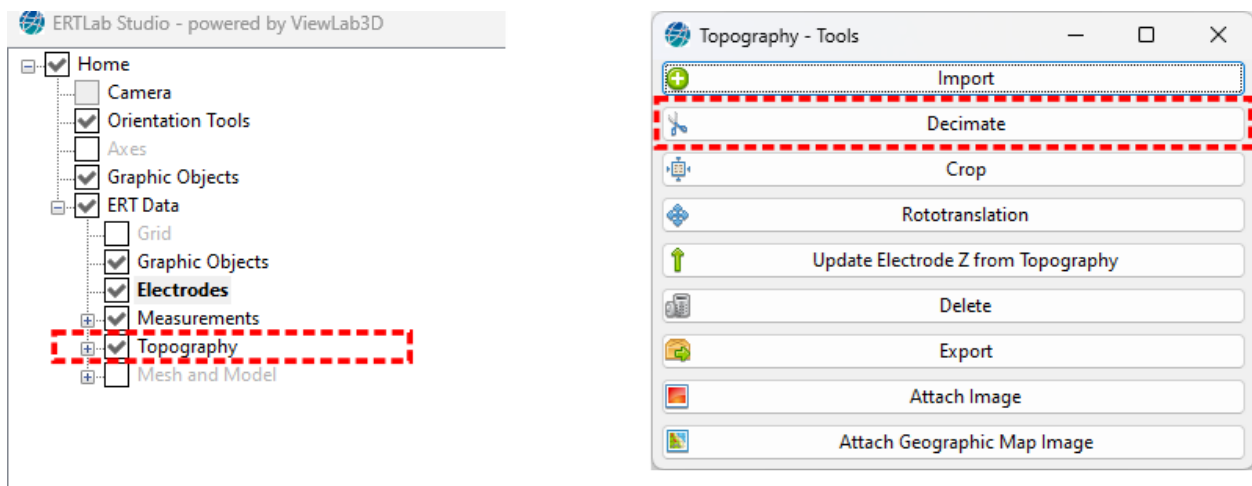 ERTLab Studio - powered by ViewLab3D
Home
Camera
Orientation Tools
Axes
Graphic Objects
ERT Data
Grid
Graphic Objects
Electrodes
Measurements
Topography
Mesh and Model
Topography - Tools
Import
Decimate
Crop
Rototranslation
Update Electrode Z from Topography
Delete
Export
Attach Image
Attach Geographic Map Image